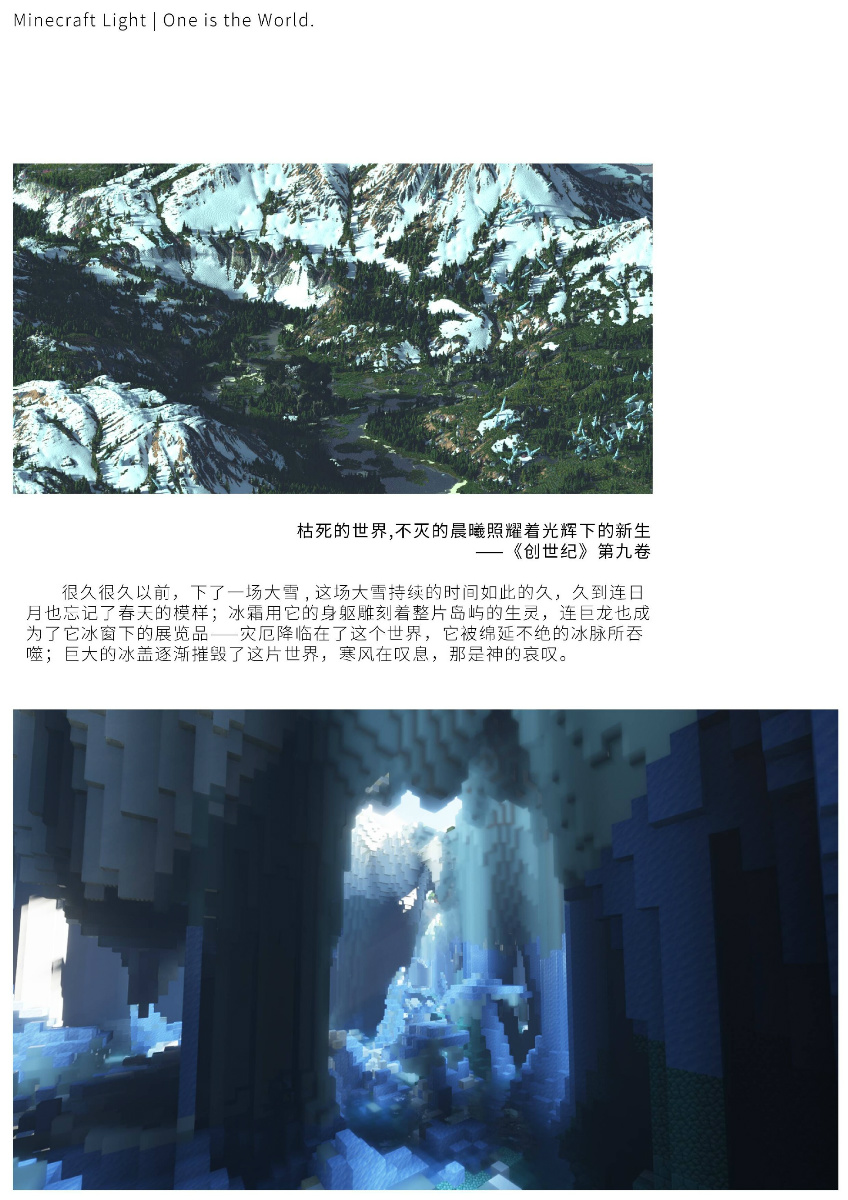 Minecraft Light | One is the World.
枯死的世界,不灭的晨曦照耀着光辉下的新生
——《创世纪》第九卷
很久很久以前，下了一场大雪 , 这场大雪持续的时间如此的久，久到连日
月也忘记了春天的模样；冰霜用它的身躯雕刻着整片岛屿的生灵，连巨龙也成
为了它冰窗下的展览品——灾厄降临在了这个世界，它被绵延不绝的冰脉所吞
噬；巨大的冰盖逐渐摧毁了这片世界，寒风在叹息，那是神的哀叹。